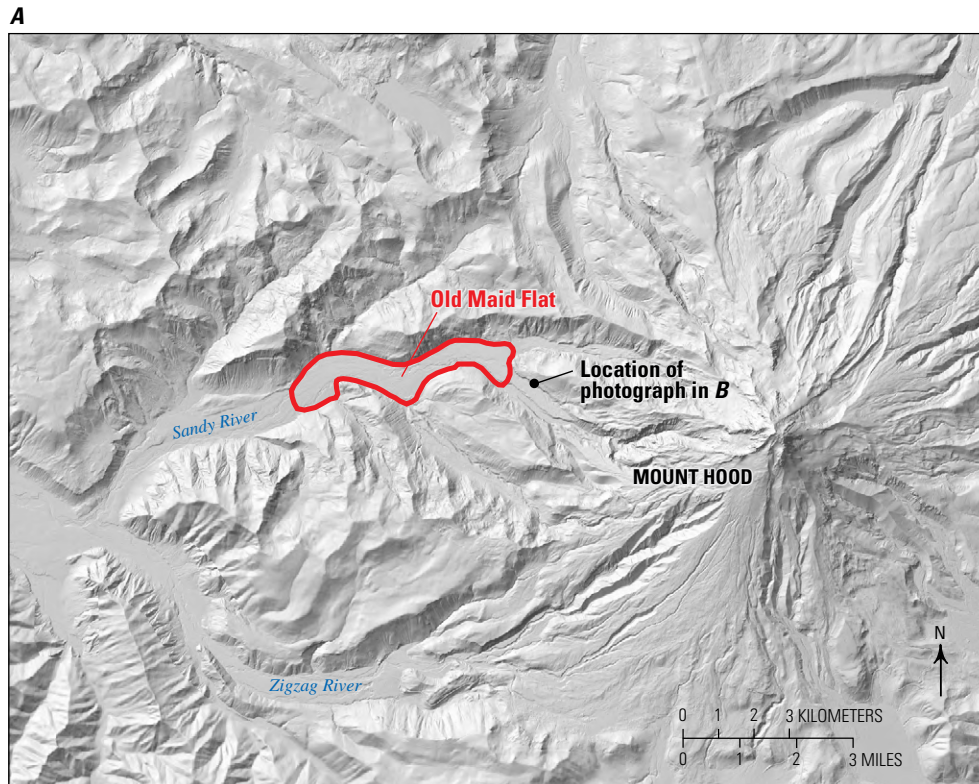 A
Old Maid Flat
Location of
photograph in B
Sandy River
MOUNT HOOD
Zigzag River
N
0 1 2 3 KILOMETERS
0 1 2 3 MILES